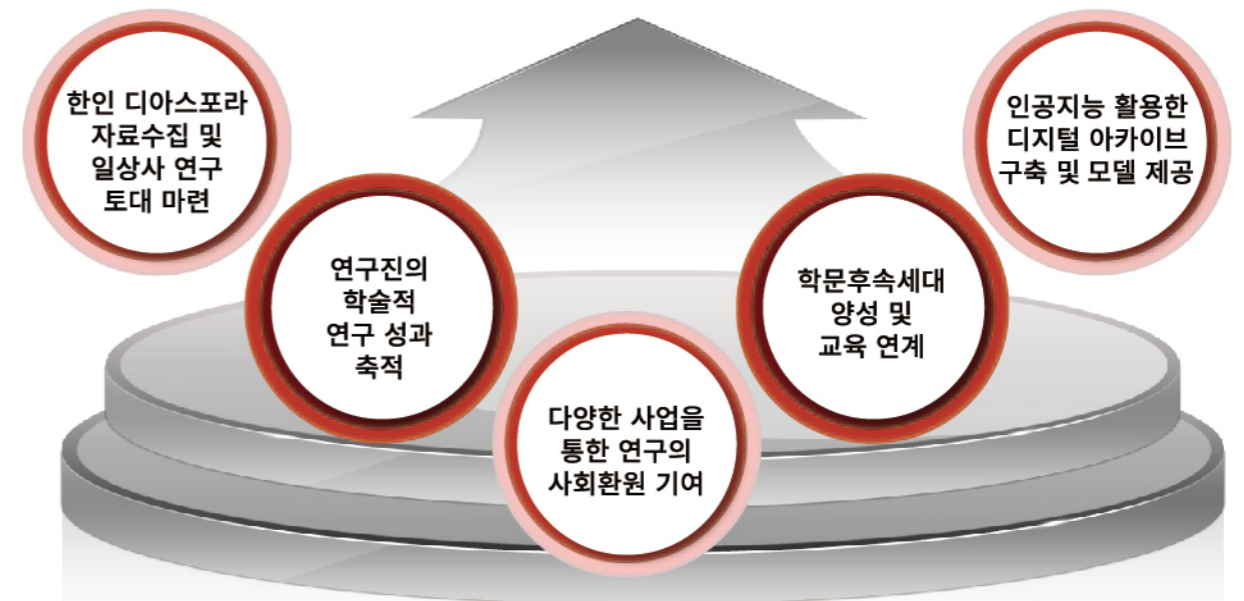 한인 디아스포라
자료수집 및
일상사 연구
토대 마련
연구진의
학술적
연구 성과
축적
다양한 사업을
통한 연구의
사회환원 기여
학문후속세대
양성 및
교육 연계
인공지능 활용한
디지털 아카이브
구축 및 모델 제공